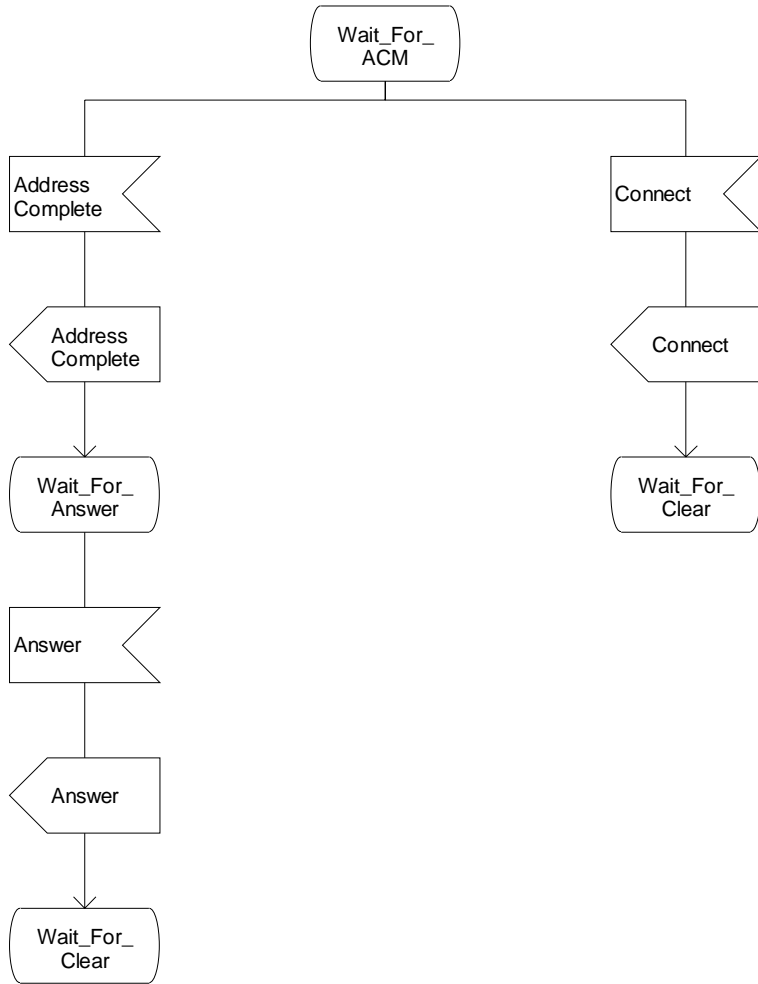 Wait_For_
ACM
Address
Complete
Connect
Address
Complete
Connect
Wait_For_
Answer
Wait_For_
Clear
Answer
Answer
Wait_For_
Clear